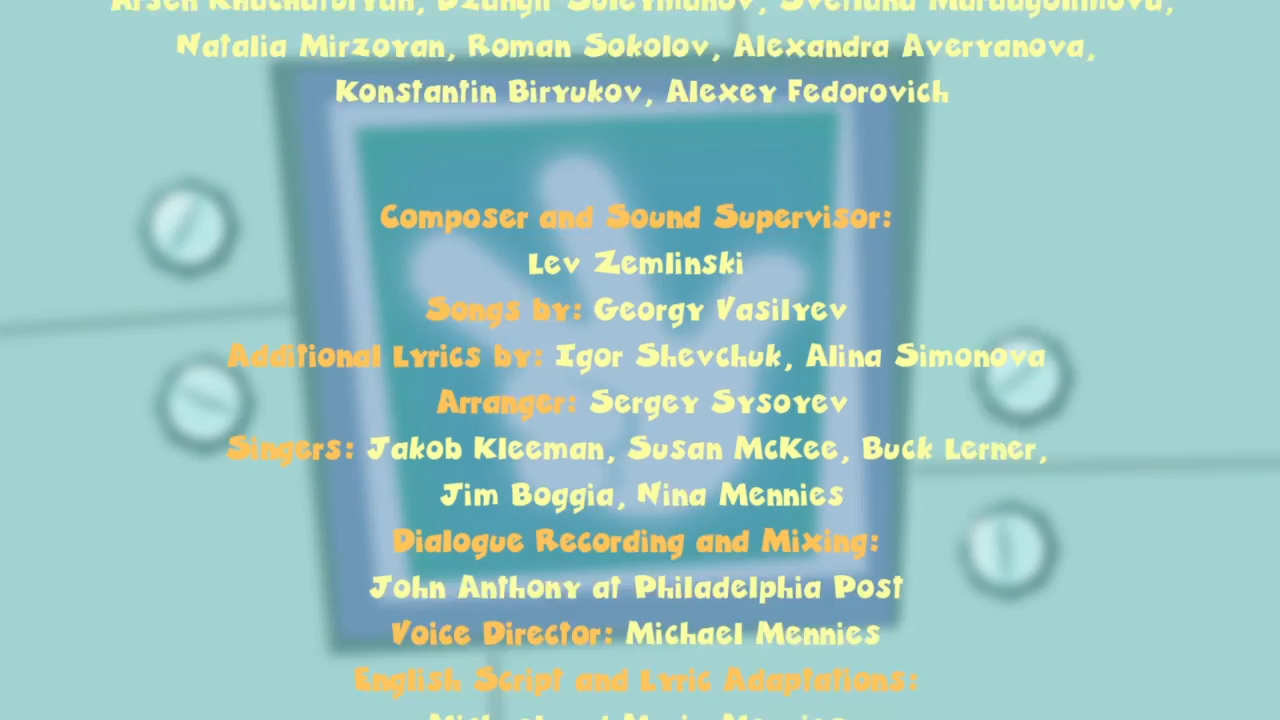 Natalia Mirzoyan, Roman Sokolov, Alexandra Averyanova,
Konstantin Biryukov, Alexey Fedorovich
Composer and Sound Supervisor:
Lev Zemlinski
Songs by: Georgy Vasilyev
Additional Lyrics by: Igor Shevchuk, Alina Simonova
Arranger: Sergey Sysoyev
Singers: Jakob Kleeman, Susan McKee, Buck Lerner,
Jim Boggia, Nina Mennies
Dialogue Recording and Mixing:
John Anthony at Philadelphia Post
Voice Director: Michael Mennies
English Script and Lyric Adaptations: